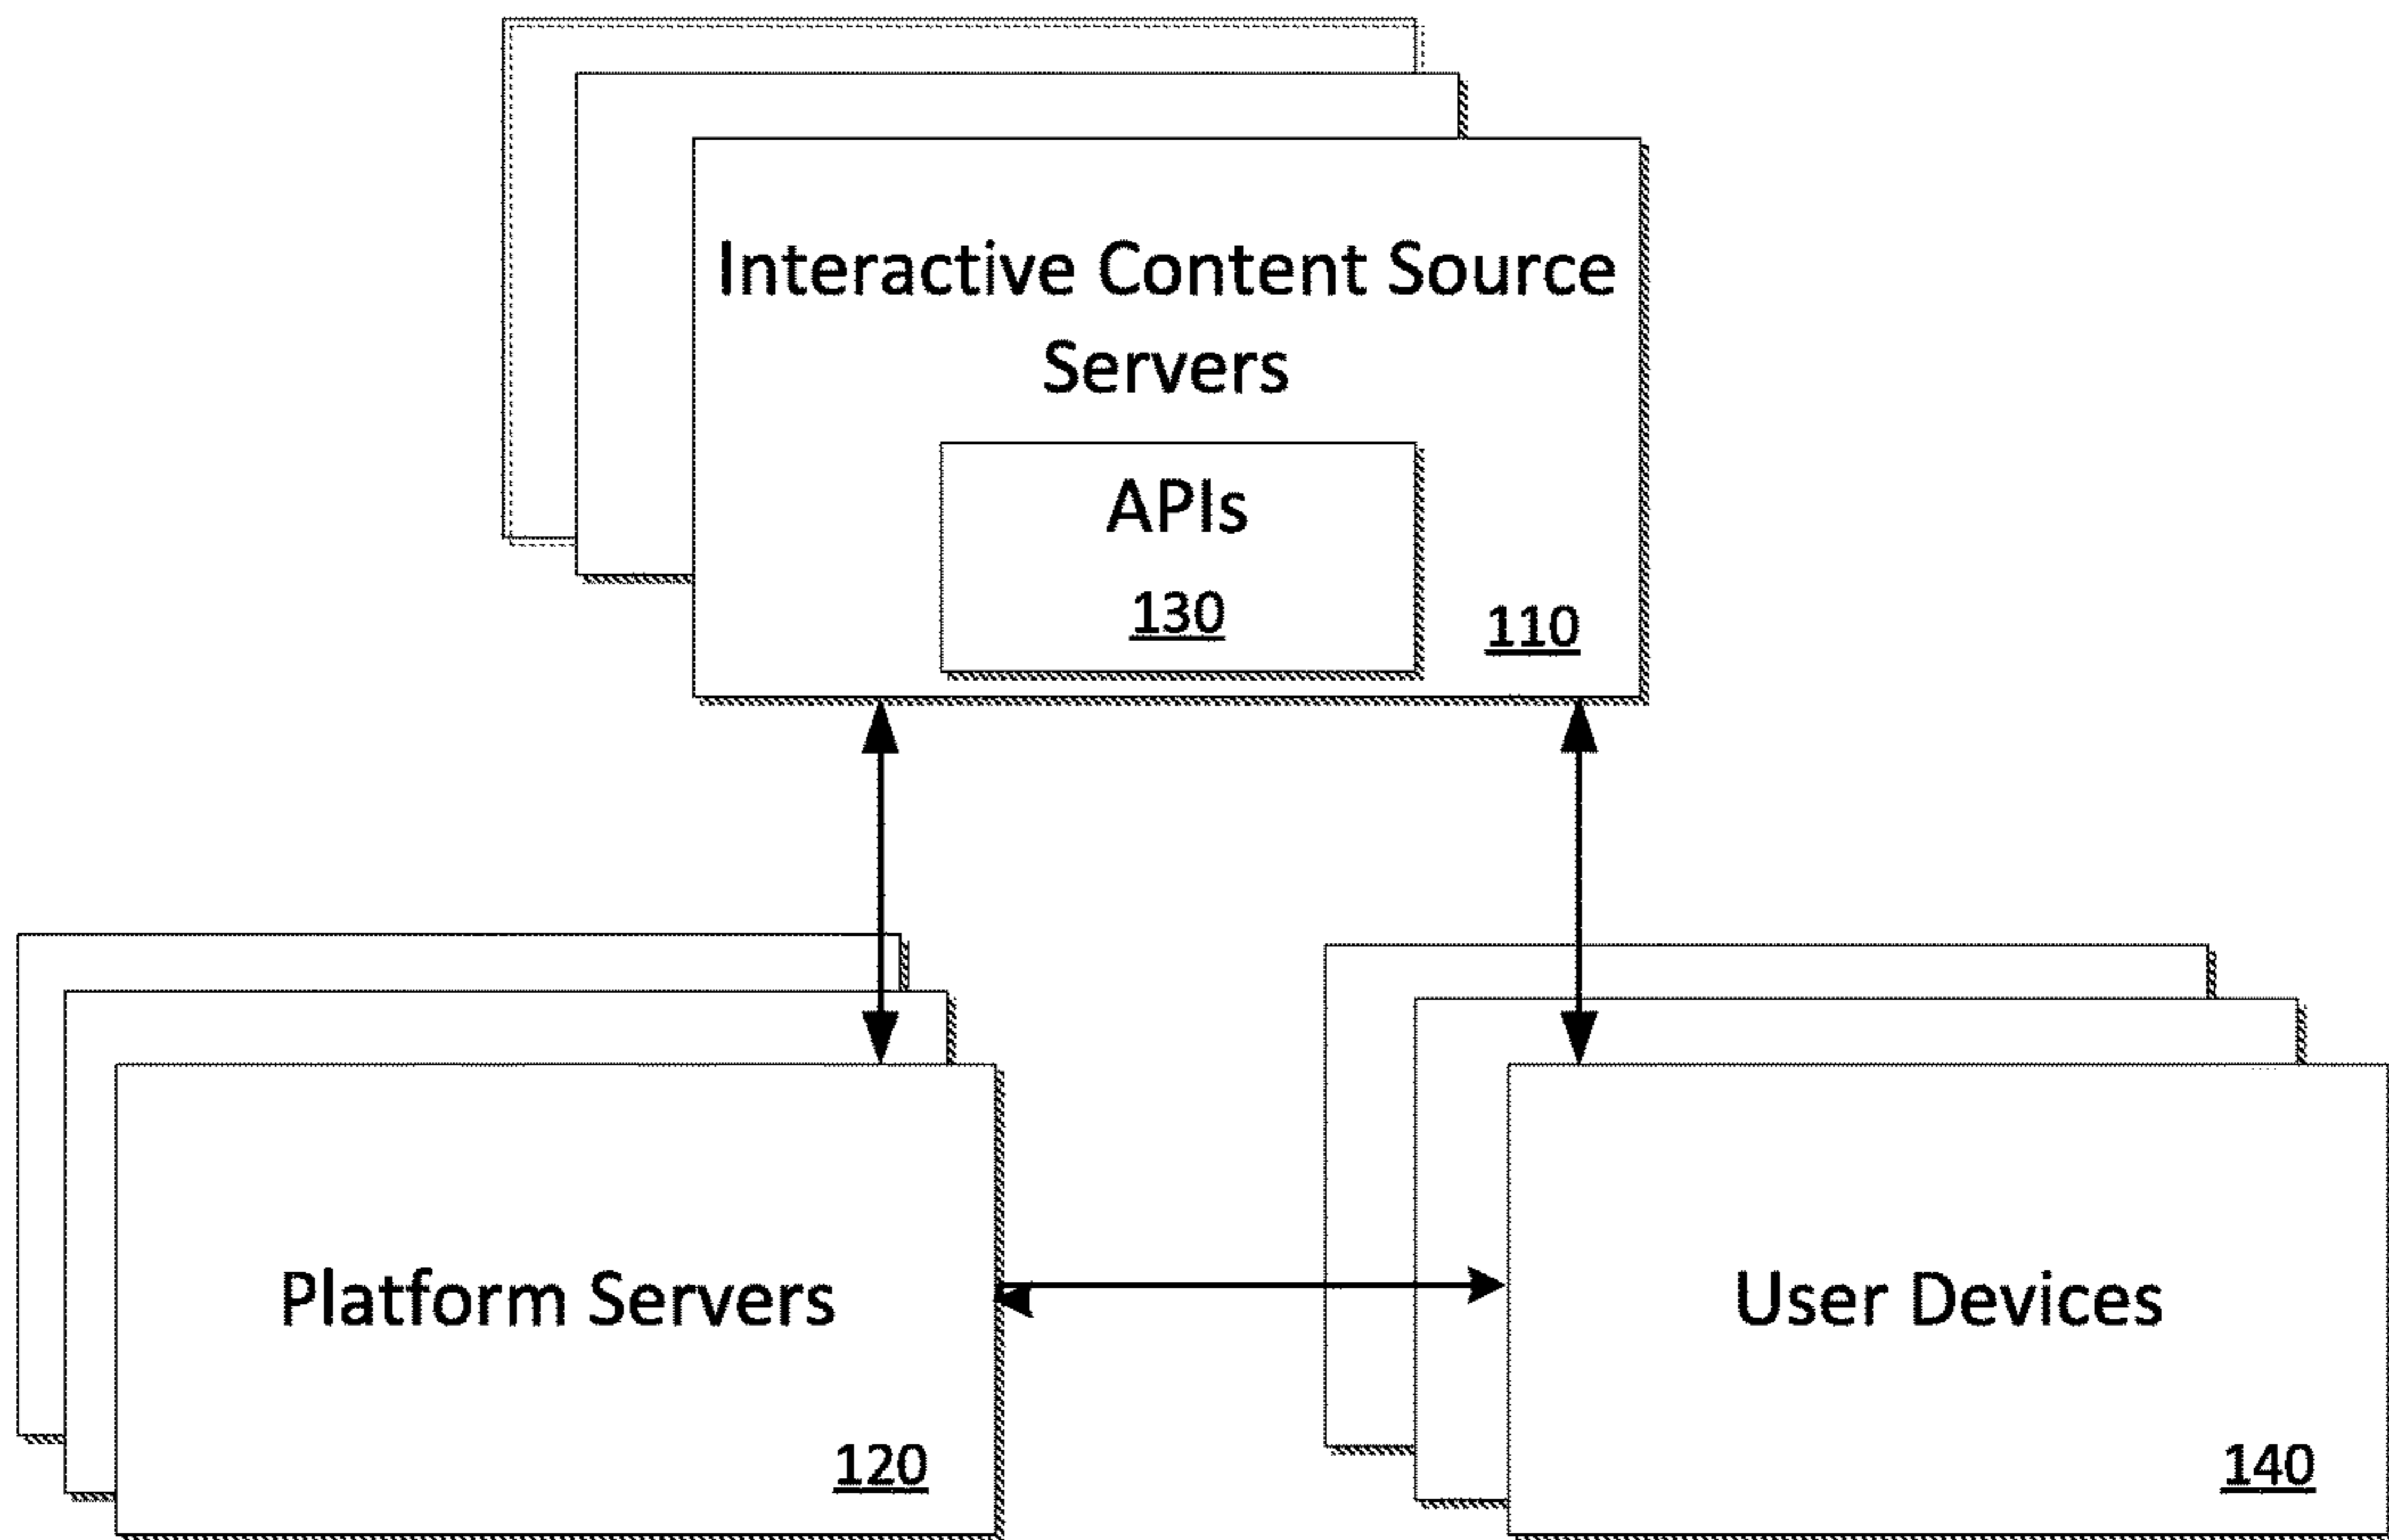 Interactive Content Source
Servers
APIs
130
110
Platform Servers
120
User Devices
140